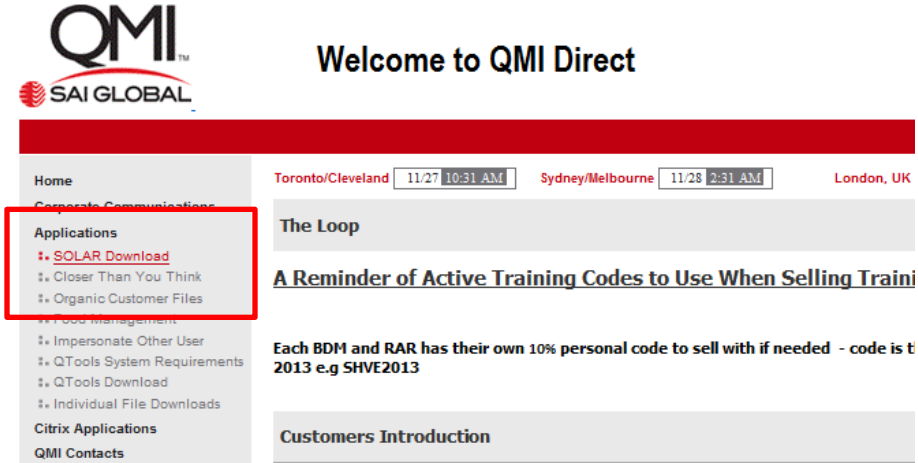 QMI™
SAI GLOBAL
Welcome to QMI Direct
Home
Corporate Communications
Applications
SOLAR Download
Closer Than You Think
Organic Customer Files
Food Management
Impersonate Other User
QTools System Requirements
QTools Download
Individual File Downloads
Citrix Applications
QMI Contacts
Toronto/Cleveland 11/27 10:31 AM Sydney/Melbourne 11/28 2:31 AM London, UK
The Loop
A Reminder of Active Training Codes to Use When Selling Traini
Each BDM and RAR has their own 10% personal code to sell with if needed - code is t
2013 e.g SHVE2013
Customers Introduction